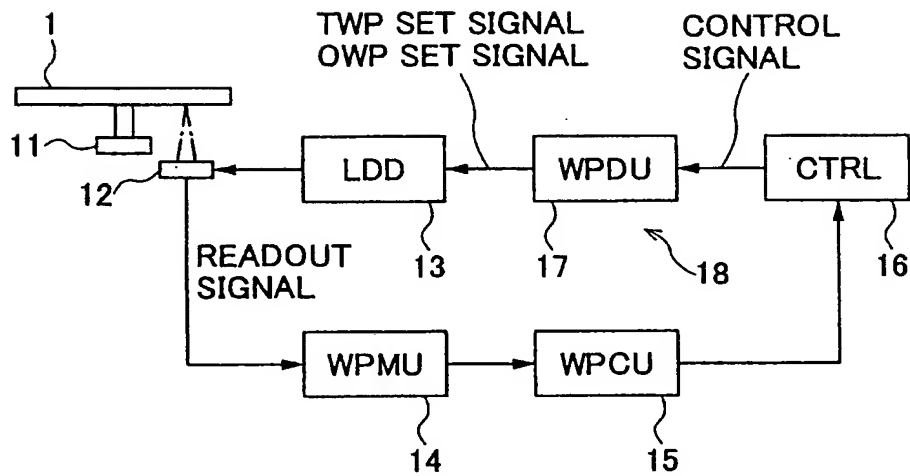 1
TWP SET SIGNAL
OWP SET SIGNAL
CONTROL
SIGNAL
11
12
LDD
WPDU
CTRL
13
17
18
16
READOUT
SIGNAL
WPMU
WPCU
14
15